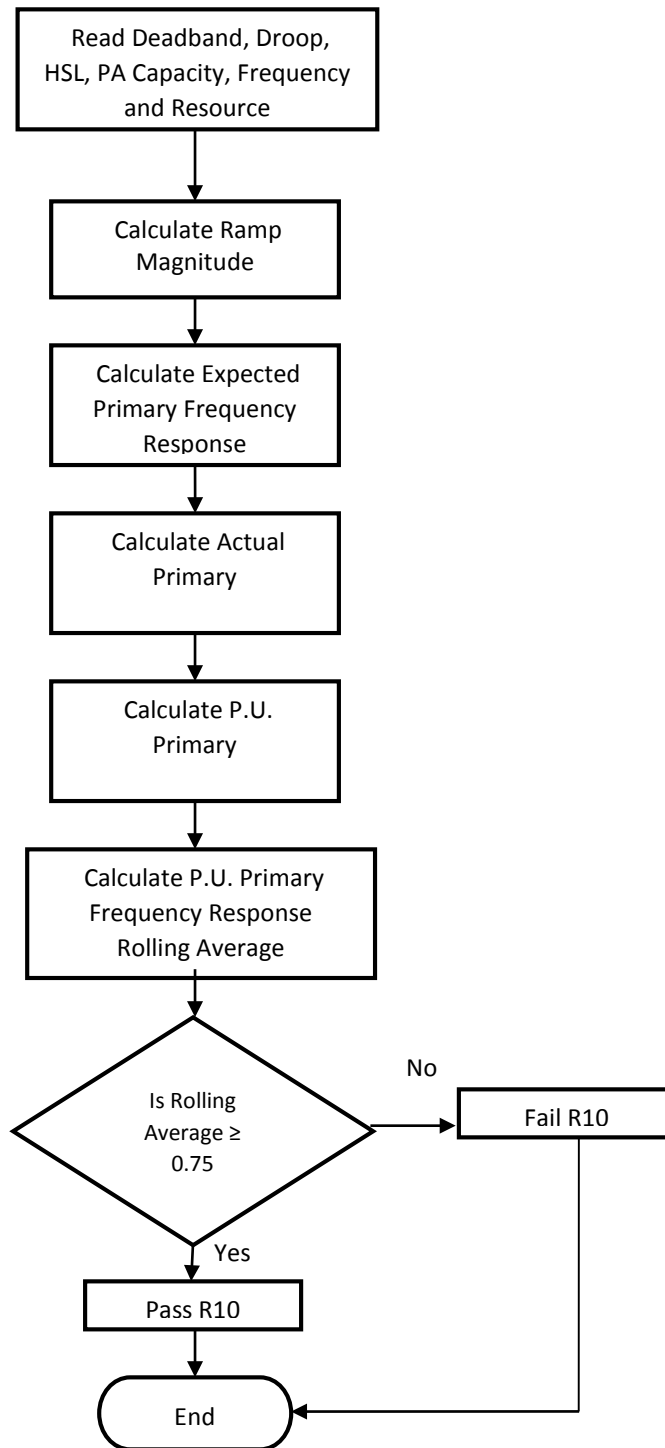 Read Deadband, Droop,
HSL, PA Capacity, Frequency
and Resource
Calculate Ramp
Magnitude
Calculate Expected
Primary Frequency
Response
Calculate Actual
Primary
Calculate P.U.
Primary
Calculate P.U. Primary
Frequency Response
Rolling Average
Is Rolling
Average ≥
0.75
No
Fail R10
Yes
Pass R10
End